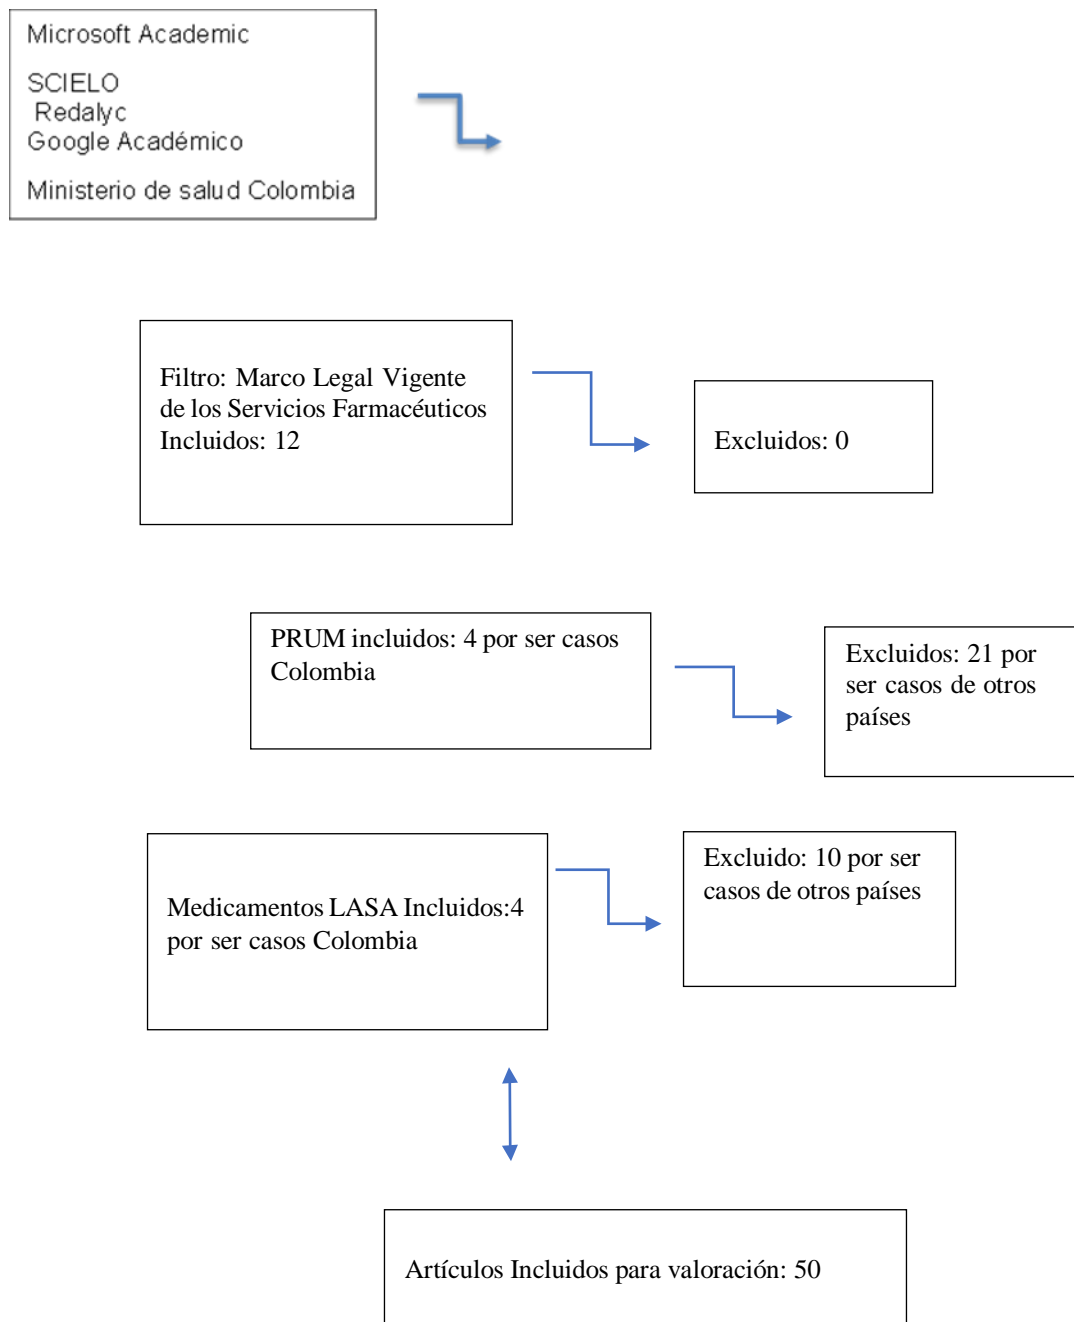 Microsoft Academic
SCIELO
Redalyc
Google Académico
Ministerio de salud Colombia
Filtro: Marco Legal Vigente
de los Servicios Farmacéuticos
Incluidos: 12
Excluidos: 0
PRUM incluidos: 4 por ser casos
Colombia
Excluidos: 21 por
ser casos de otros
países
Medicamentos LASA Incluidos:4
por ser casos Colombia
Excluido: 10 por ser
casos de otros países
Artículos Incluidos para valoración: 50